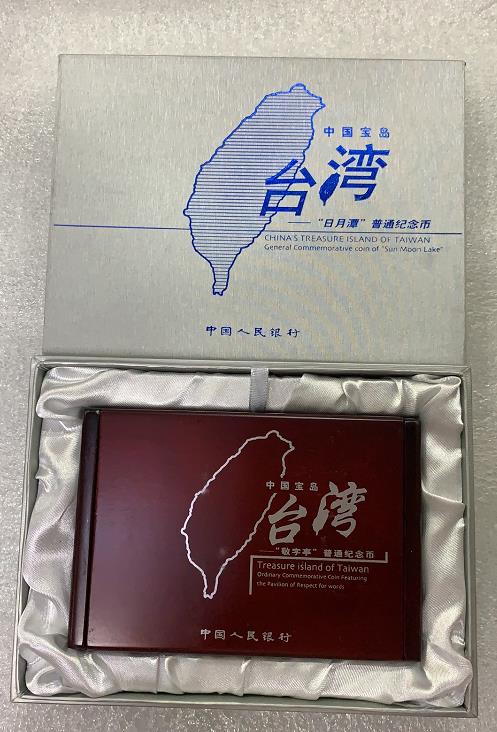 中国宝岛
台湾
——“日月潭”普通纪念币
CHINA'S TREASURE ISLAND OF TAIWAN
General Commemorative coin of "Sun Moon Lake"
中国人民银行
中国宝岛
台湾
——“敬字亭”普通纪念币
Treasure island of Taiwan
Ordinary Commemorative Coin Featuring
the Pavilion of Respect for words
中国人民银行